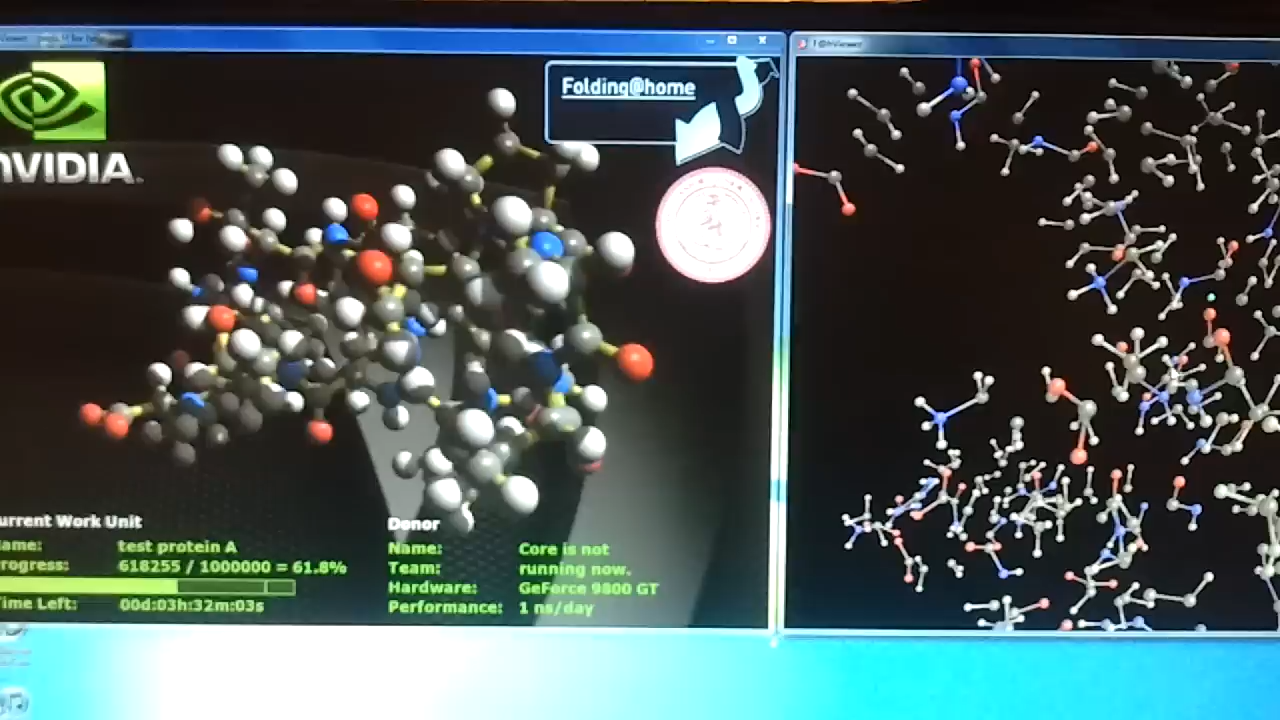 NVIDIA.
Folding@home
urrent Work Unit
ame: test protein A
rogress: 618255 / 1000000 = 61.8%
ime Left: 00d:03h:32m:03s
Donor
Name: Core is not
Team: running now.
Hardware: GeForce 9800 GT
Performance: 1 ns/day